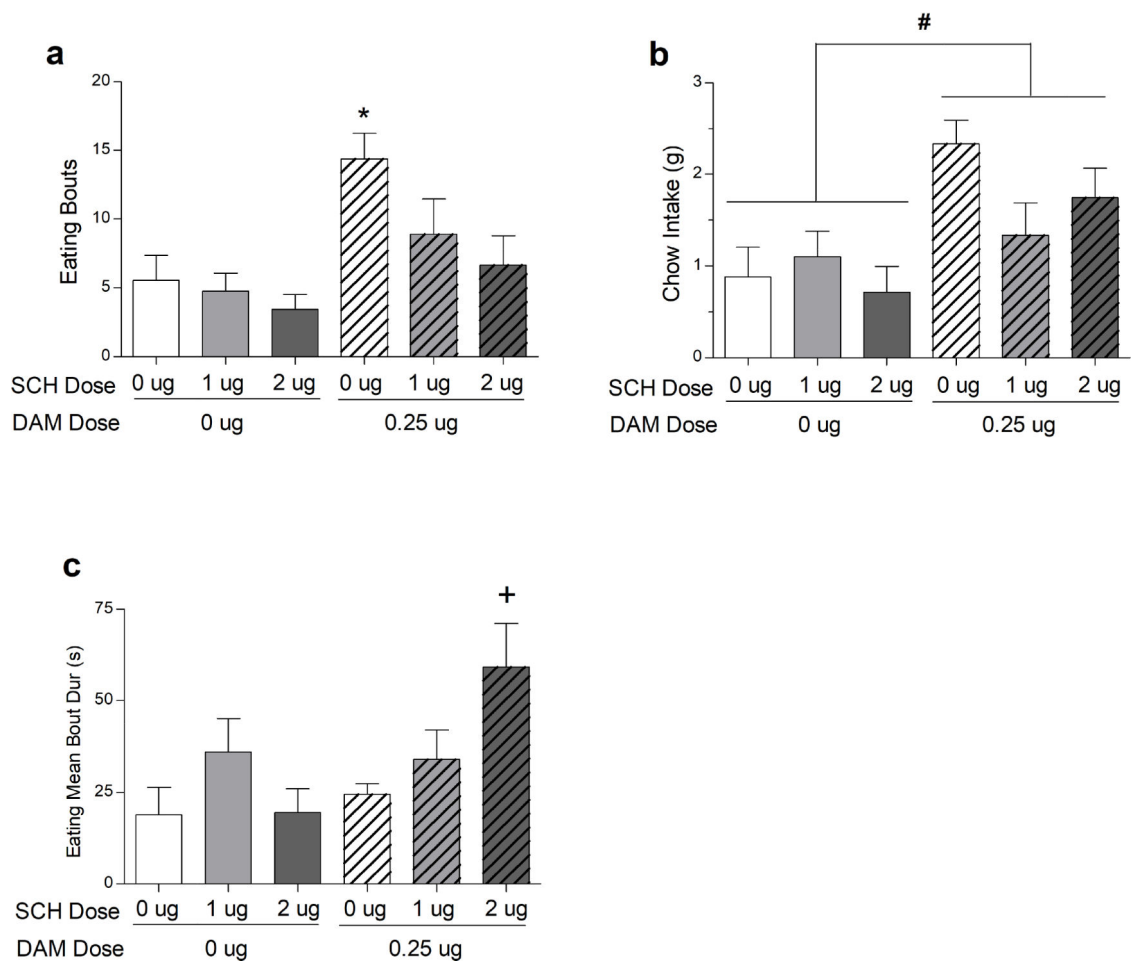 a
20
*
15
Eating Bouts
10
5
0
SCH Dose 0 ug 1 ug 2 ug 0 ug 1 ug 2 ug
DAM Dose 0 ug 0.25 ug
#
b
3
2
Chow Intake (g)
1
0
SCH Dose 0 ug 1 ug 2 ug 0 ug 1 ug 2 ug
DAM Dose 0 ug 0.25 ug
c
+
75
50
Eating Mean Bout Dur (s)
25
0
SCH Dose 0 ug 1 ug 2 ug 0 ug 1 ug 2 ug
DAM Dose 0 ug 0.25 ug